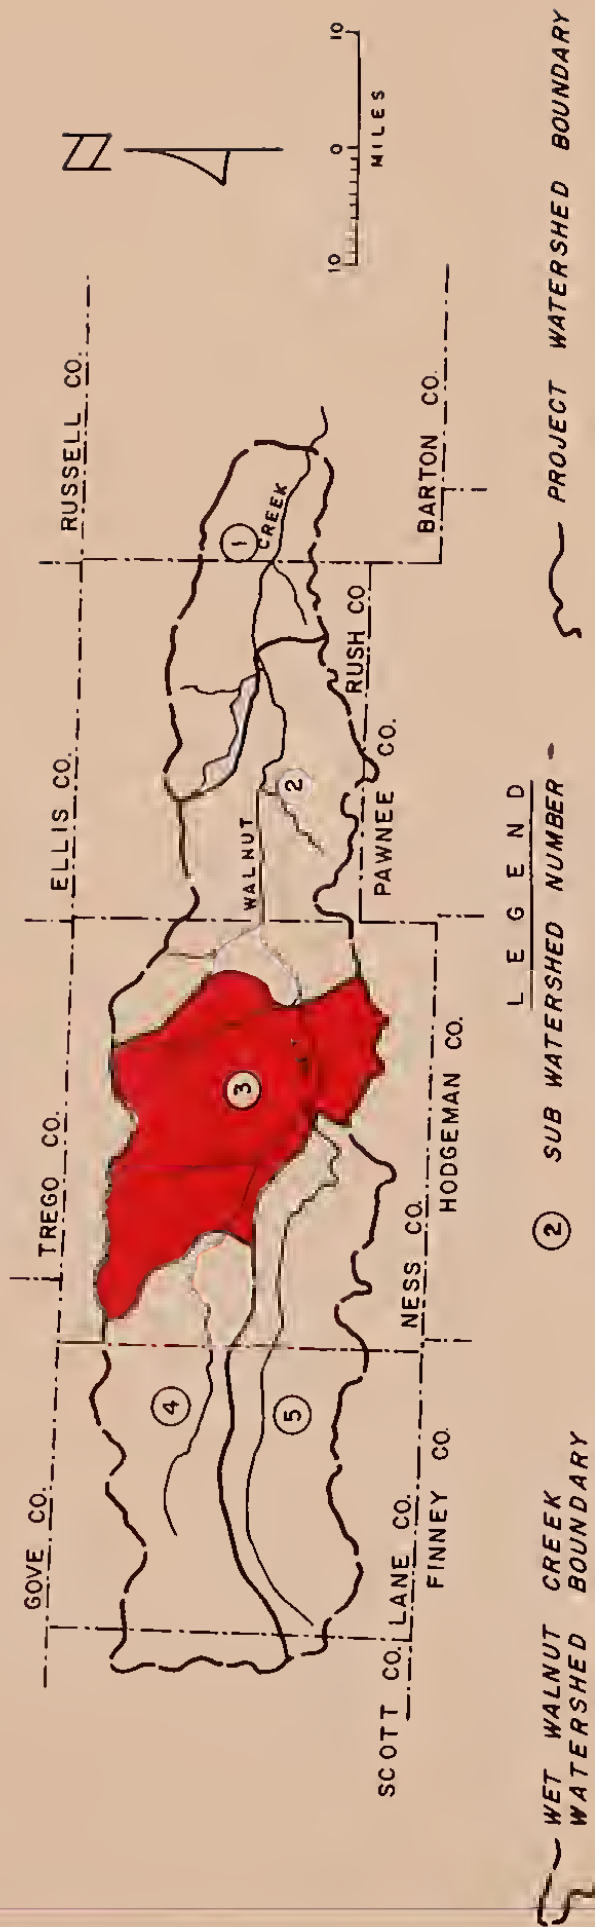 GOVE CO.
TREGO CO.
ELLIS CO.
RUSSELL CO.
N
10 0 10
MILES
4
3
1
CREEK
WALNUT
2
5
SCOTT CO.
LANE CO.
FINNEY CO.
NESS CO.
HODGEMAN CO.
PAWNEE CO.
RUSH CO
BARTON CO.
LEGEND
WET WALNUT CREEK
WATERSHED BOUNDARY
2 SUB WATERSHED NUMBER
PROJECT WATERSHED BOUNDARY